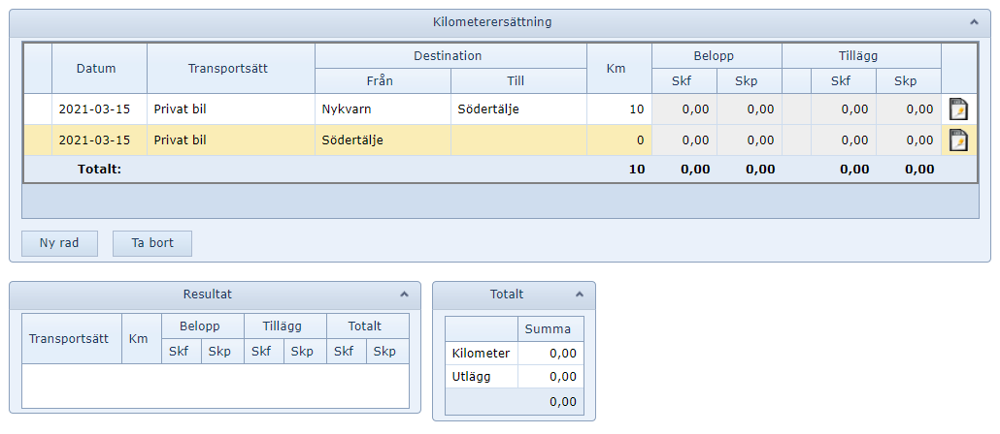 Kilometerersättning
Datum Transportsätt Destination Km Belopp Tillägg
Från Till Skf Skp Skf Skp
2021-03-15 Privat bil Nykvarn Södertälje 10 0,00 0,00 0,00 0,00
2021-03-15 Privat bil Södertälje 0 0,00 0,00 0,00 0,00
Totalt: 10 0,00 0,00 0,00 0,00
Ny rad Ta bort
Resultat
Transportsätt Km Belopp Tillägg Totalt
Skf Skp Skf Skp Skf Skp
Totalt
Summa
Kilometer 0,00
Utlägg 0,00
0,00